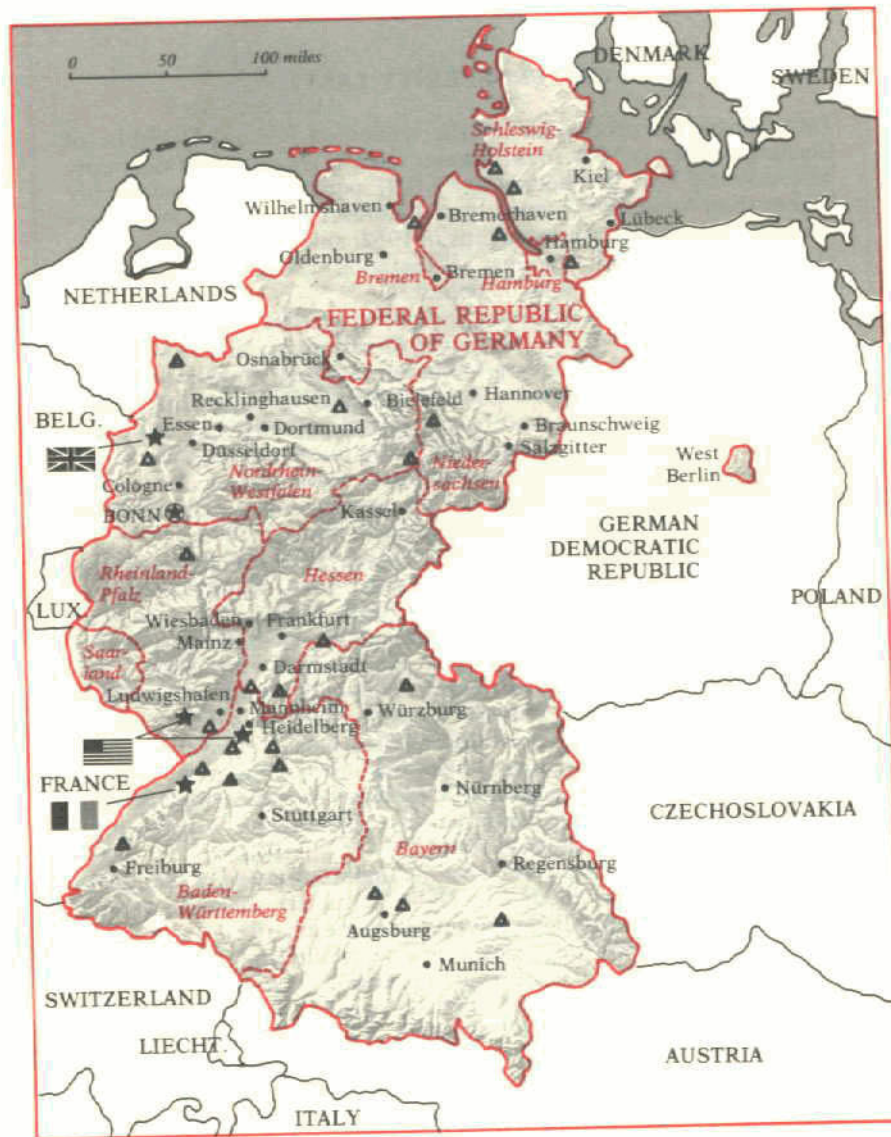 0 50 100 miles
DENMARK
SWEDEN
Schleswig-
Holstein
Kiel
Wilhelmshaven
Bremerhaven
Lübeck
Hamburg
Oldenburg
Bremen
Bremen
Hamburg
NETHERLANDS
FEDERAL REPUBLIC
OF GERMANY
Osnabrück
Recklinghausen
Bielefeld
Hannover
BELG.
Essen
Dortmund
Braunschweig
Düsseldorf
Salzgitter
West
Berlin
Nordrhein-
Westfalen
Nieder-
sachsen
Cologne
BONN
Kassel
GERMAN
DEMOCRATIC
REPUBLIC
Rheinland-
Pfalz
Hessen
LUX.
POLAND
Wiesbaden
Frankfurt
Mainz
Saar-
land
Darmstadt
Ludwigshafen
Mannheim
Würzburg
Heidelberg
FRANCE
Nürnberg
Stuttgart
CZECHOSLOVAKIA
Bayern
Freiburg
Regensburg
Baden-
Württemberg
Augsburg
Munich
SWITZERLAND
LIECHT.
AUSTRIA
ITALY